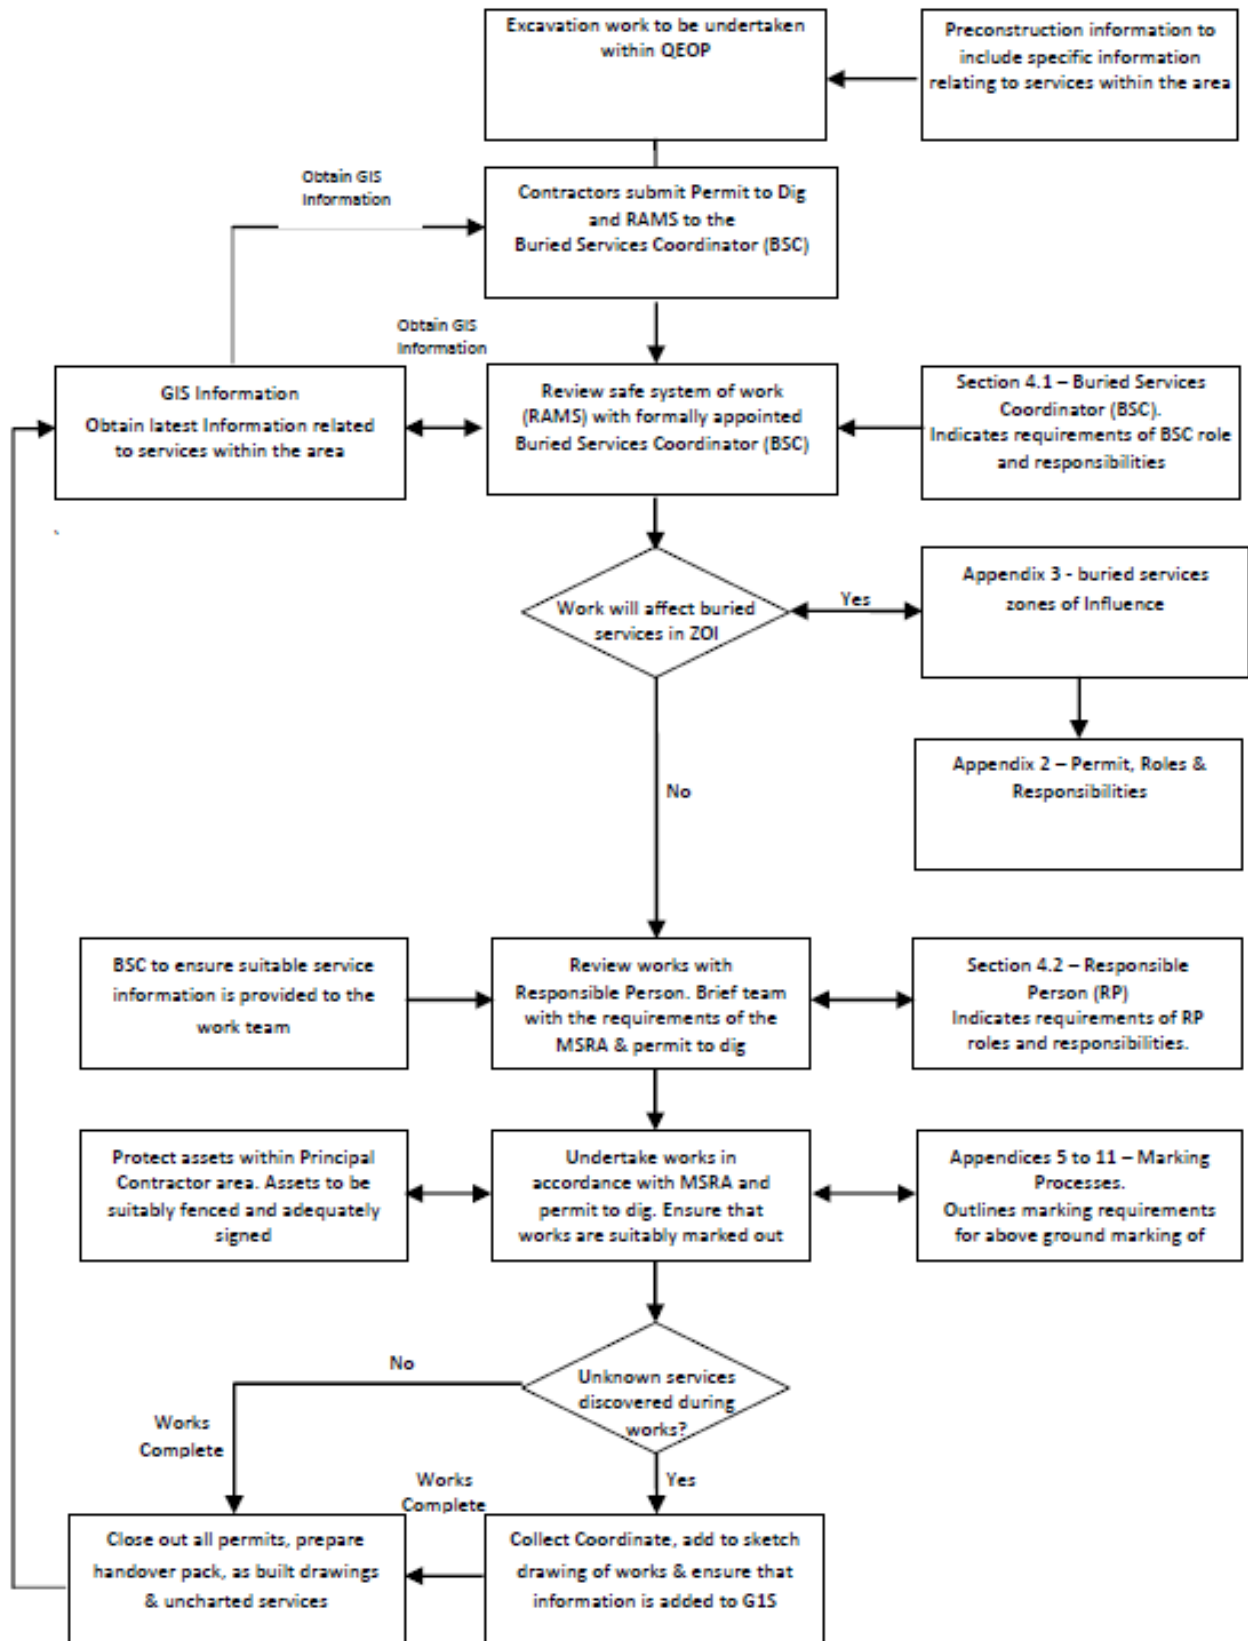 Excavation work to be undertaken
within QEOP
Preconstruction information to
include specific information
relating to services within the area
Obtain GIS
Information
Contractors submit Permit to Dig
and RAMS to the
Buried Services Coordinator (BSC)
Obtain GIS
Information
GIS Information
Obtain latest Information related
to services within the area
Review safe system of work
(RAMS) with formally appointed
Buried Services Coordinator (BSC)
Section 4.1 – Buried Services
Coordinator (BSC).
Indicates requirements of BSC role
and responsibilities
Work will affect buried
services in ZOI
Yes
Appendix 3 - buried services
zones of Influence
No
Appendix 2 – Permit, Roles &
Responsibilities
BSC to ensure suitable service
information is provided to the
work team
Review works with
Responsible Person. Brief team
with the requirements of the
MSRA & permit to dig
Section 4.2 – Responsible
Person (RP)
Indicates requirements of RP
roles and responsibilities.
Protect assets within Principal
Contractor area. Assets to be
suitably fenced and adequately
signed
Undertake works in
accordance with MSRA and
permit to dig. Ensure that
works are suitably marked out
Appendices 5 to 11 – Marking
Processes.
Outlines marking requirements
for above ground marking of
No
Unknown services
discovered during
works?
Works
Complete
Yes
Works
Complete
Close out all permits, prepare
handover pack, as built drawings
& uncharted services
Collect Coordinate, add to sketch
drawing of works & ensure that
information is added to G1S